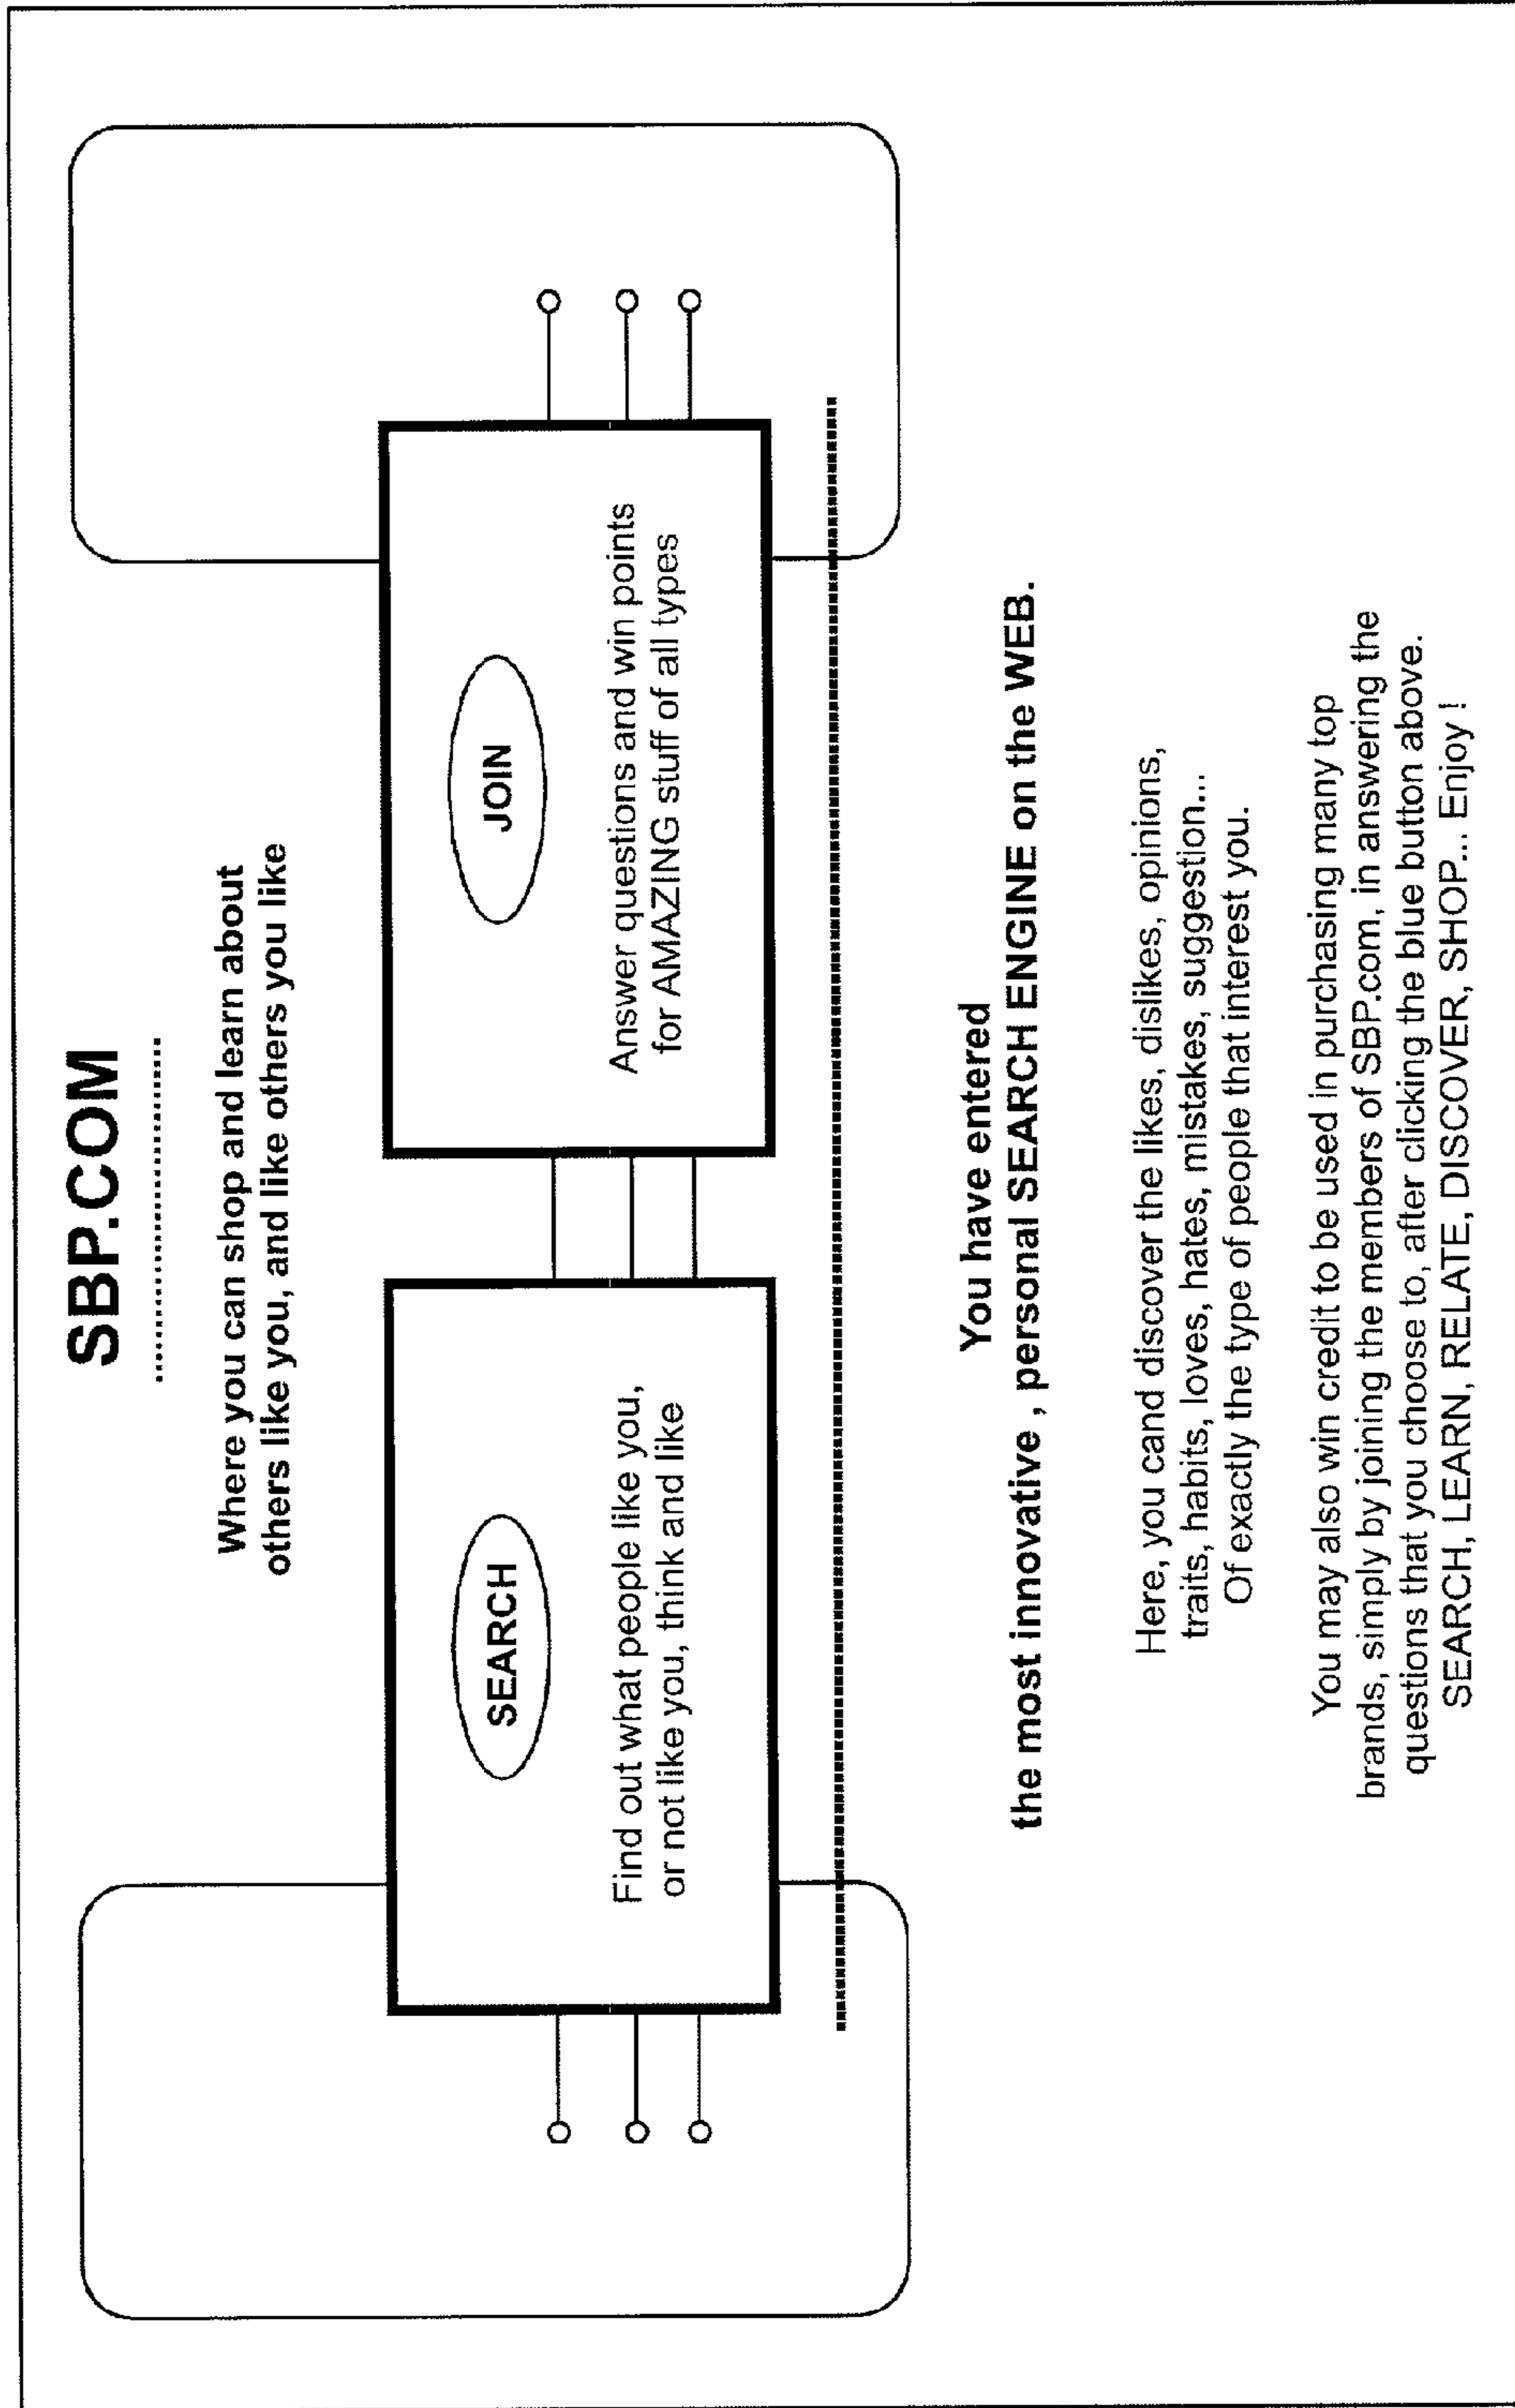 SBP.COM
Where you can shop and learn about
others like you, and like others you like
SEARCH
Find out what people like you,
or not like you, think and like
JOIN
Answer questions and win points
for AMAZING stuff of all types
You have entered
the most innovative , personal SEARCH ENGINE on the WEB.
Here, you cand discover the likes, dislikes, opinions,
traits, habits, loves, hates, mistakes, suggestion...
Of exactly the type of people that interest you.
You may also win credit to be used in purchasing many top
brands, simply by joining the members of SBP.com, in answering the
questions that you choose to, after clicking the blue button above.
SEARCH, LEARN, RELATE, DISCOVER, SHOP... Enjoy !